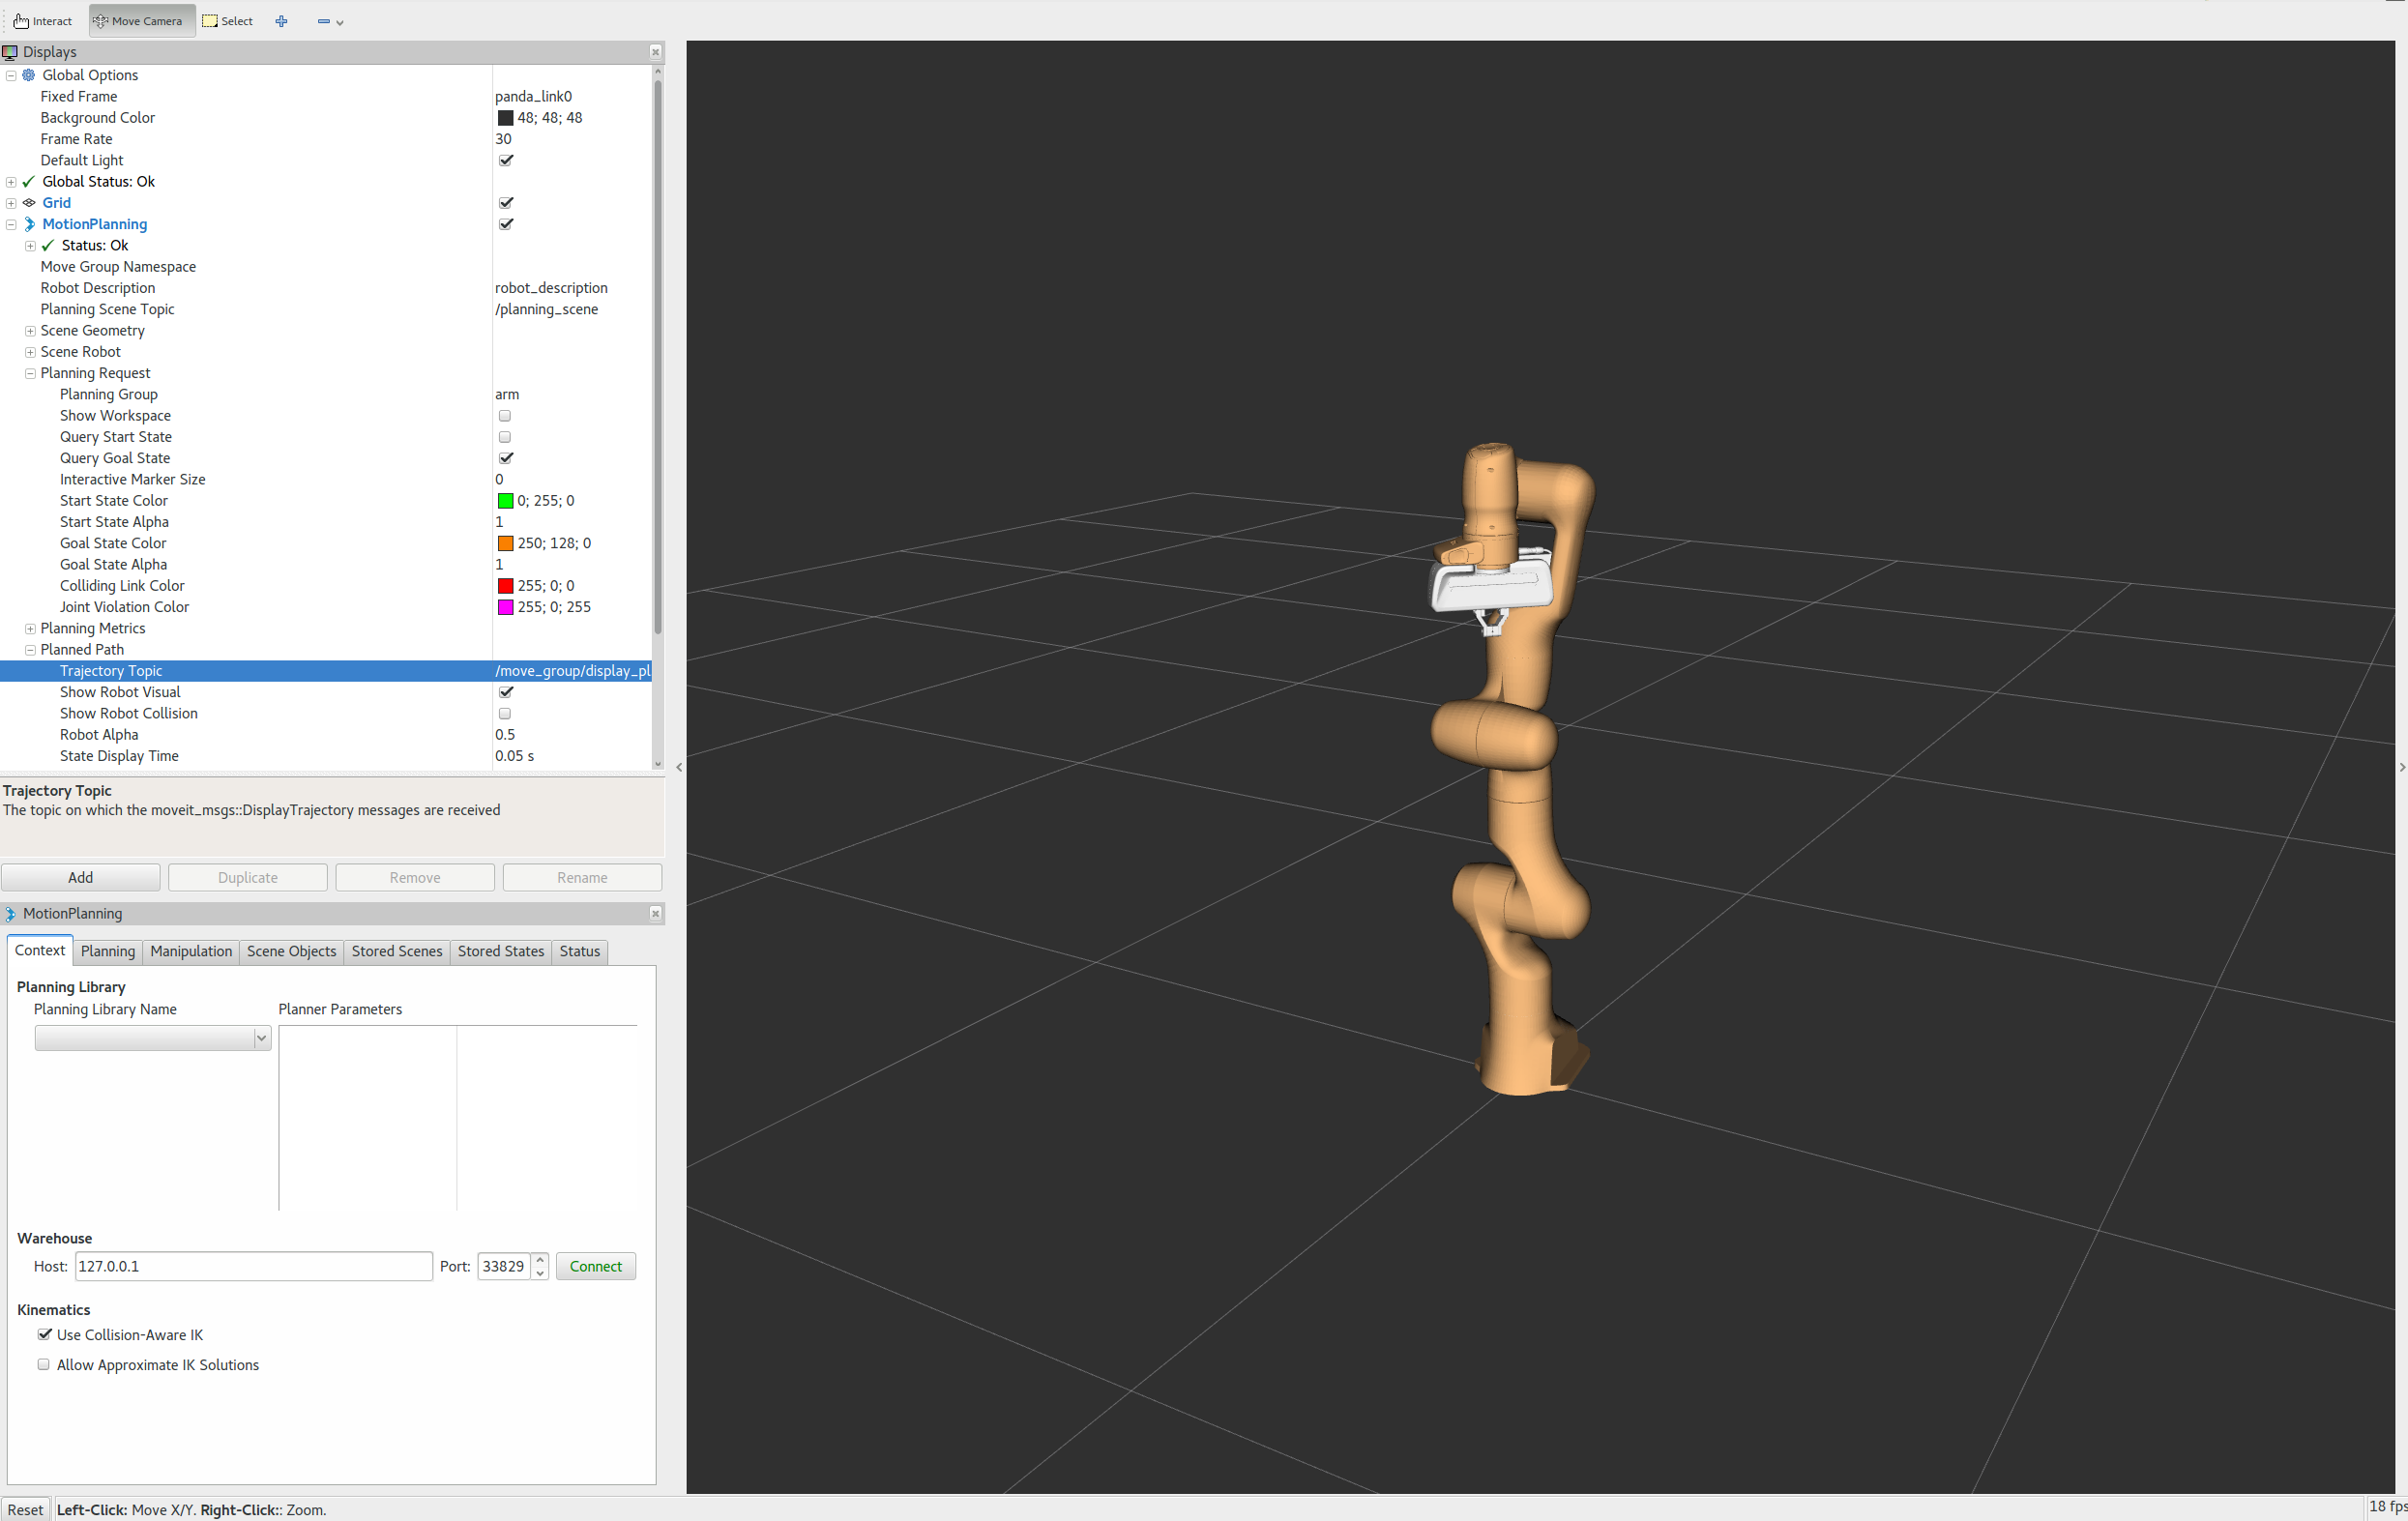 Interact Move Camera Select
Displays
Global Options
Fixed Frame panda_link0
Background Color 48; 48; 48
Frame Rate 30
Default Light
Global Status: Ok
Grid
MotionPlanning
Status: Ok
Move Group Namespace
Robot Description robot_description
Planning Scene Topic /planning_scene
Scene Geometry
Scene Robot
Planning Request
Planning Group arm
Show Workspace
Query Start State
Query Goal State
Interactive Marker Size 0
Start State Color 0; 255; 0
Start State Alpha 1
Goal State Color 250; 128; 0
Goal State Alpha 1
Colliding Link Color 255; 0; 0
Joint Violation Color 255; 0; 255
Planning Metrics
Planned Path
Trajectory Topic /move_group/display_pl
Show Robot Visual
Show Robot Collision
Robot Alpha 0.5
State Display Time 0.05 s
Trajectory Topic
The topic on which the moveit_msgs::DisplayTrajectory messages are received
Add Duplicate Remove Rename
MotionPlanning
Context Planning Manipulation Scene Objects Stored Scenes Stored States Status
Planning Library
Planning Library Name Planner Parameters
Warehouse
Host: 127.0.0.1 Port: 33829 Connect
Kinematics
Use Collision-Aware IK
Allow Approximate IK Solutions
Reset Left-Click: Move X/Y. Right-Click:: Zoom. 18 fps